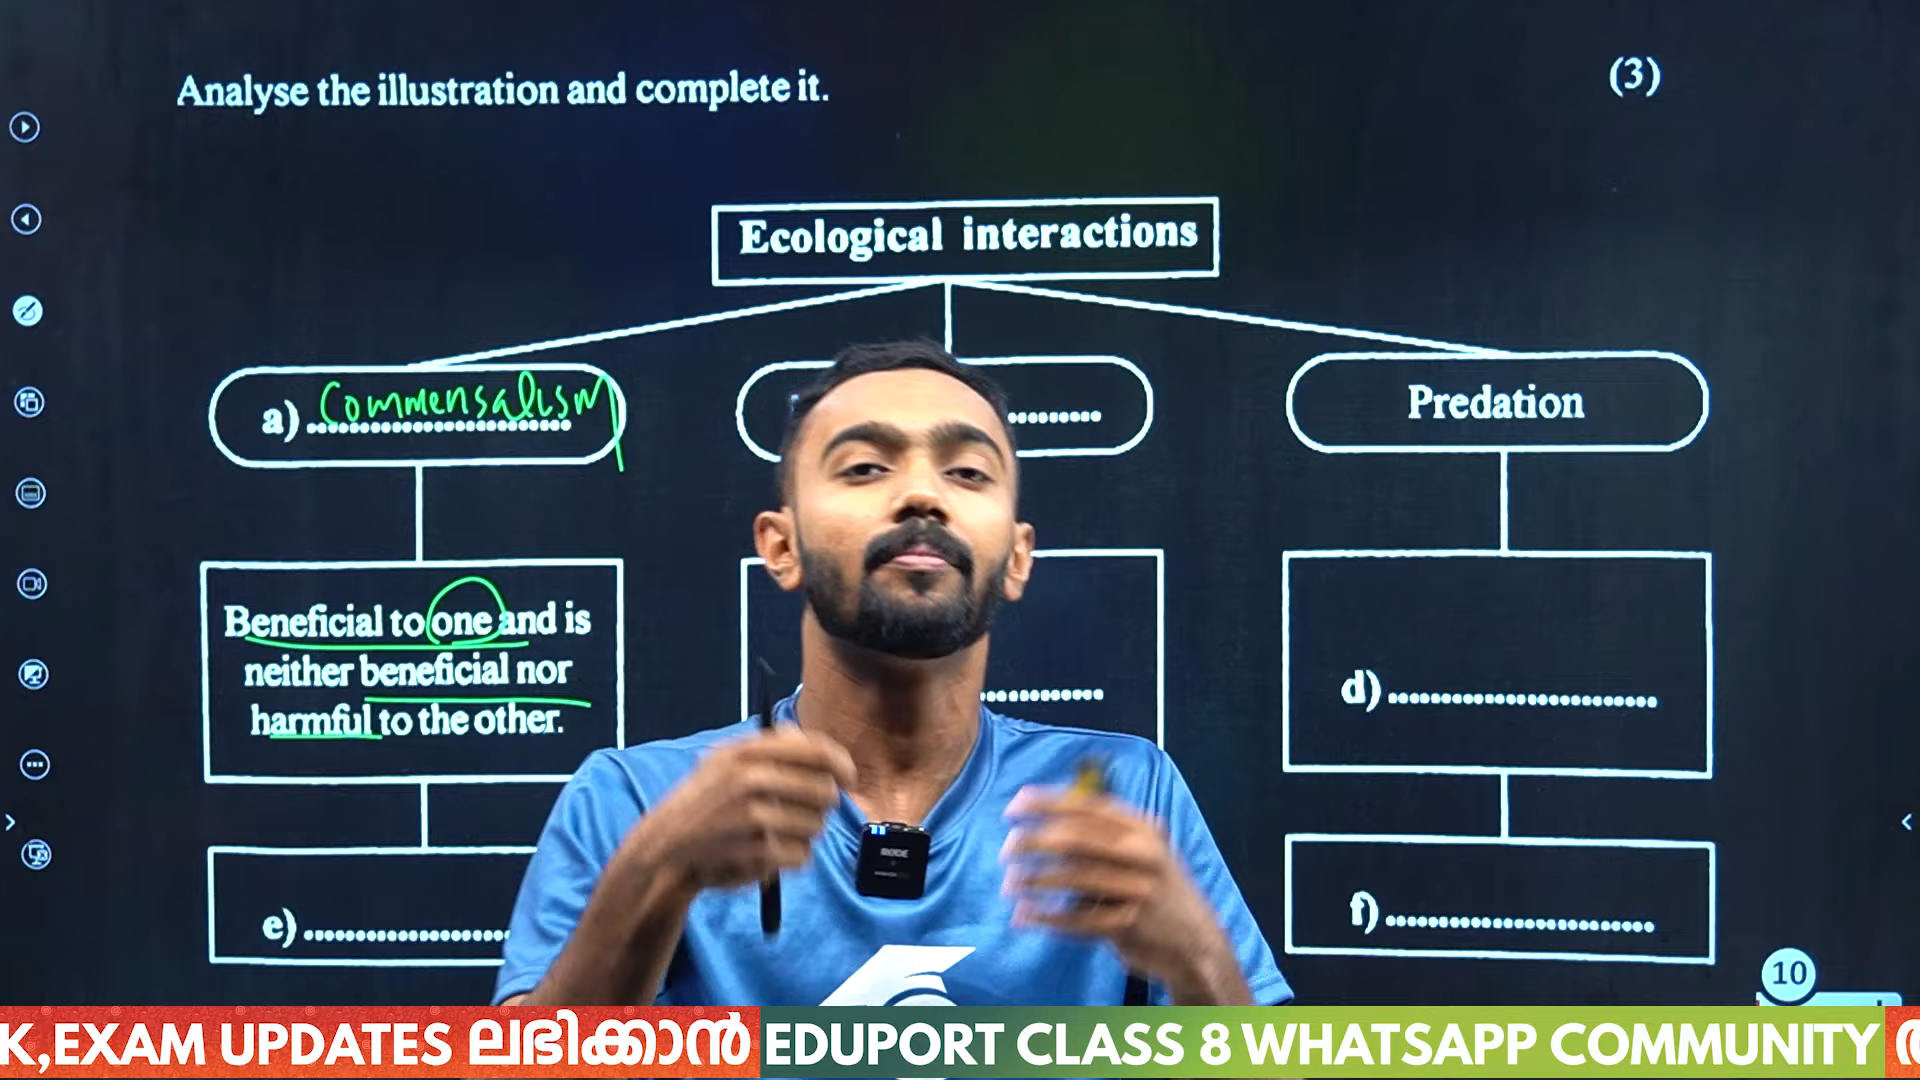 Analyse the illustration and complete it.
(3)
Ecological interactions
a) Commensalism
Predation
Beneficial to one and is
neither beneficial nor
harmful to the other.
d)
e)
f)
RØDE
10
K,EXAM UPDATES ലഭിക്കാൻ EDUPORT CLASS 8 WHATSAPP COMMUNITY